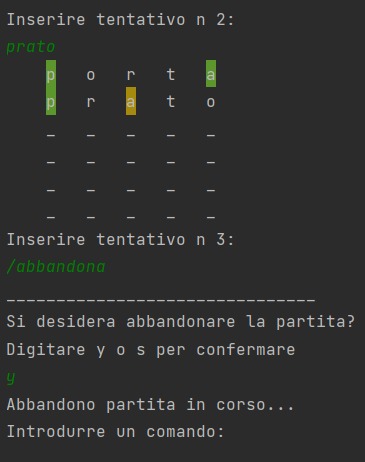 Inserire tentativo n 2:
prato
p o r t a
p r a t o
_ _ _ _ _
_ _ _ _ _
_ _ _ _ _
_ _ _ _ _
Inserire tentativo n 3:
/abbandona
_______________________________
Si desidera abbandonare la partita?
Digitare y o s per confermare
y
Abbandono partita in corso...
Introdurre un comando: